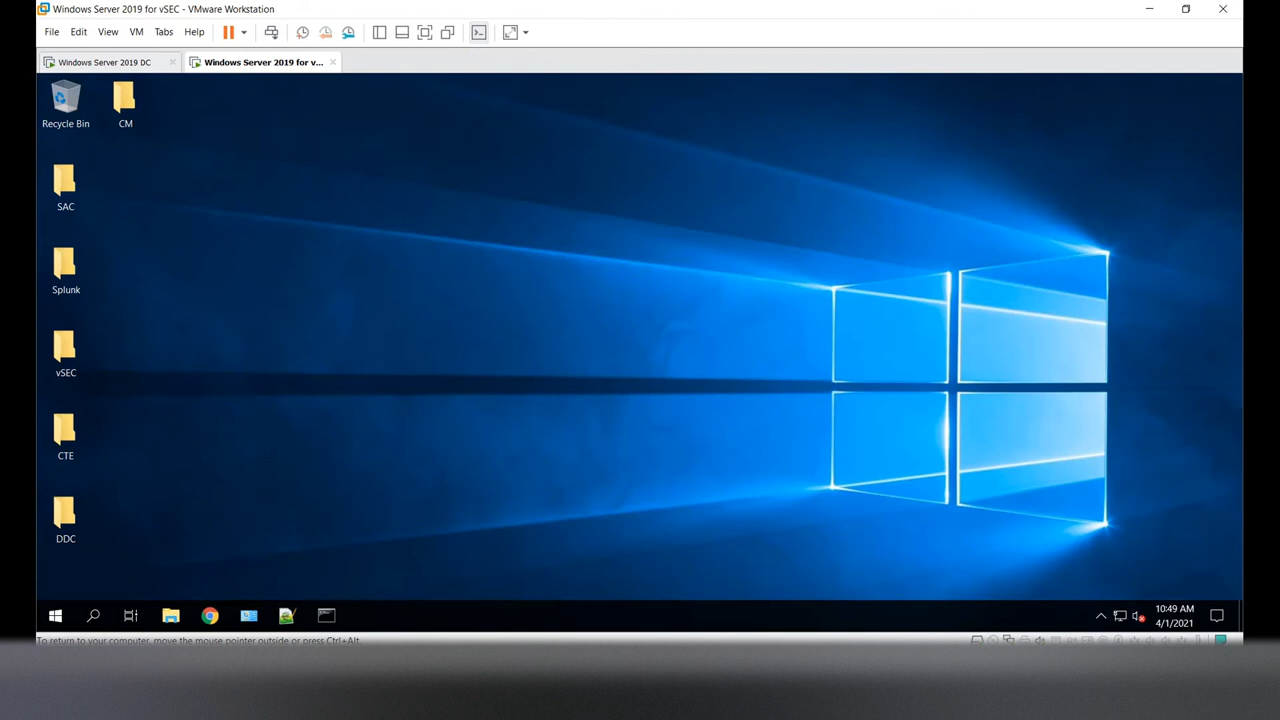 Windows Server 2019 for vSEC - VMware Workstation
File Edit View VM Tabs Help
Windows Server 2019 DC
Windows Server 2019 for v...
Recycle Bin
CM
SAC
Splunk
vSEC
CTE
DDC
10:49 AM
4/1/2021
To return to your computer, move the mouse pointer outside or press Ctrl+Alt.